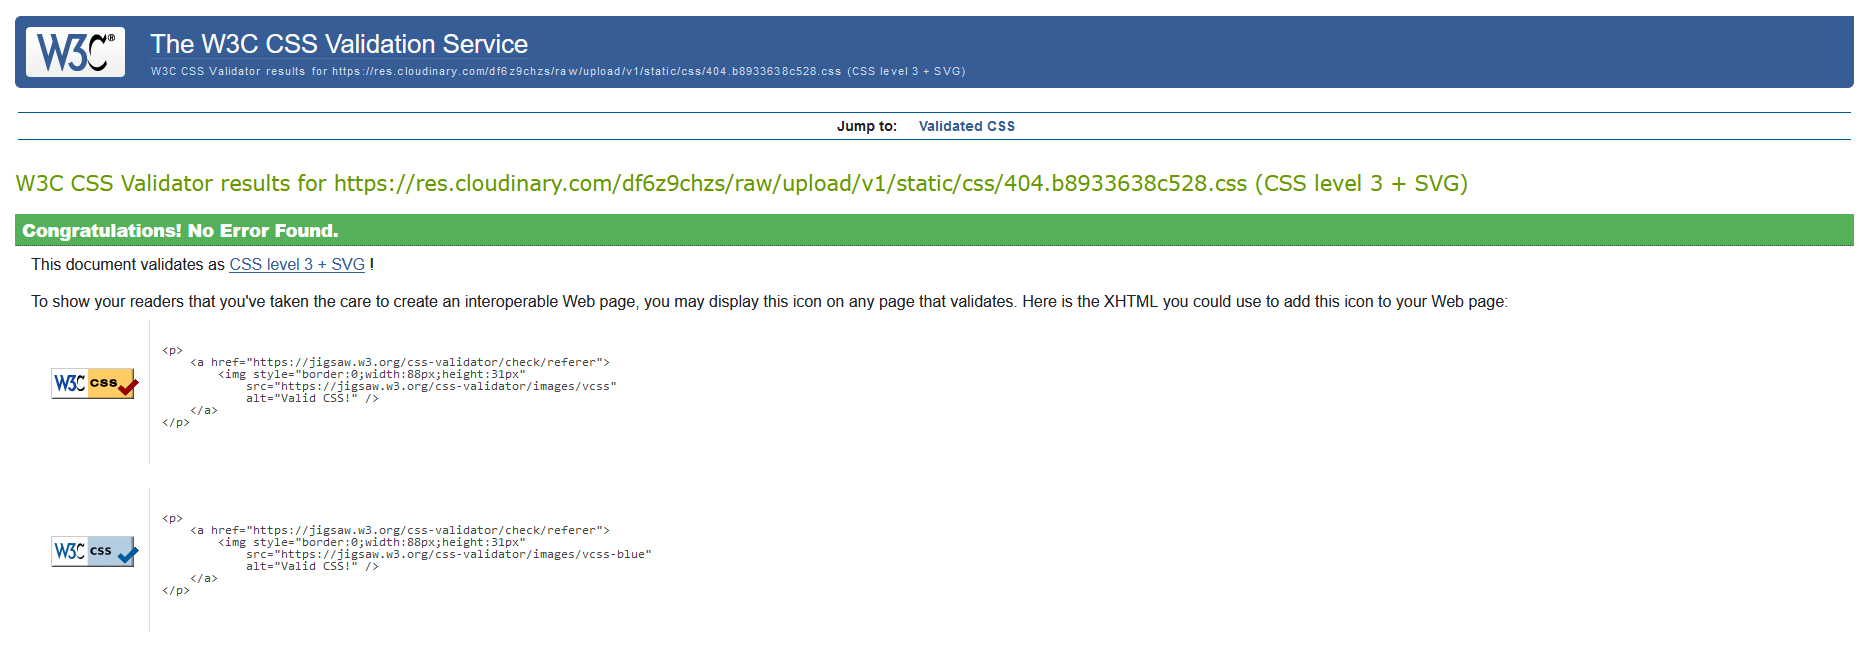 W3C®
The W3C CSS Validation Service
W3C CSS Validator results for https://res.cloudinary.com/df6z9chzs/raw/upload/v1/static/css/404.b8933638c528.css (CSS level 3 + SVG)
Jump to: Validated CSS
W3C CSS Validator results for https://res.cloudinary.com/df6z9chzs/raw/upload/v1/static/css/404.b8933638c528.css (CSS level 3 + SVG)
Congratulations! No Error Found.
This document validates as CSS level 3 + SVG !
To show your readers that you've taken the care to create an interoperable Web page, you may display this icon on any page that validates. Here is the XHTML you could use to add this icon to your Web page:
W3C css
<p>
    <a href="https://jigsaw.w3.org/css-validator/check/referer">
        <img style="border:0;width:88px;height:31px"
            src="https://jigsaw.w3.org/css-validator/images/vcss"
            alt="Valid CSS!" />
    </a>
</p>
W3C css
<p>
    <a href="https://jigsaw.w3.org/css-validator/check/referer">
        <img style="border:0;width:88px;height:31px"
            src="https://jigsaw.w3.org/css-validator/images/vcss-blue"
            alt="Valid CSS!" />
    </a>
</p>